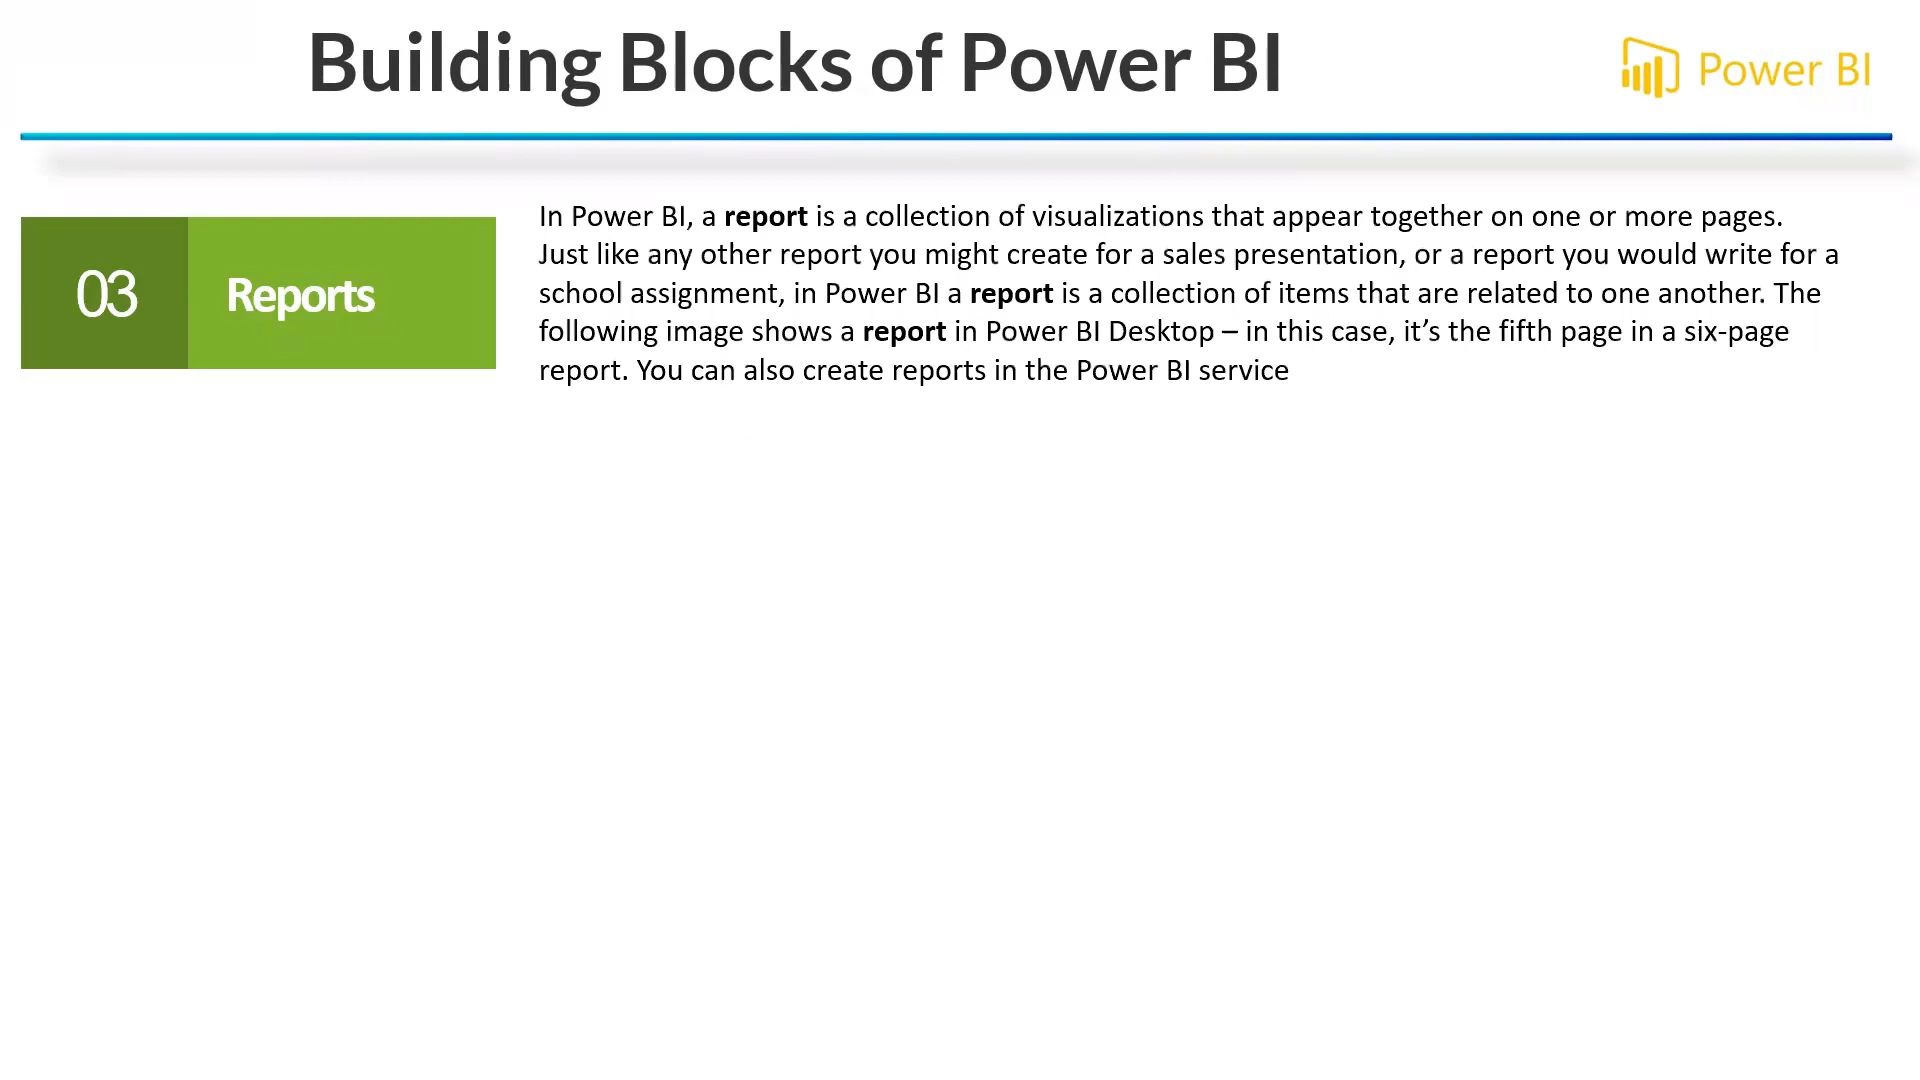 Building Blocks of Power BI
Power BI
03
Reports
In Power BI, a report is a collection of visualizations that appear together on one or more pages.
Just like any other report you might create for a sales presentation, or a report you would write for a
school assignment, in Power BI a report is a collection of items that are related to one another. The
following image shows a report in Power BI Desktop – in this case, it’s the fifth page in a six-page
report. You can also create reports in the Power BI service